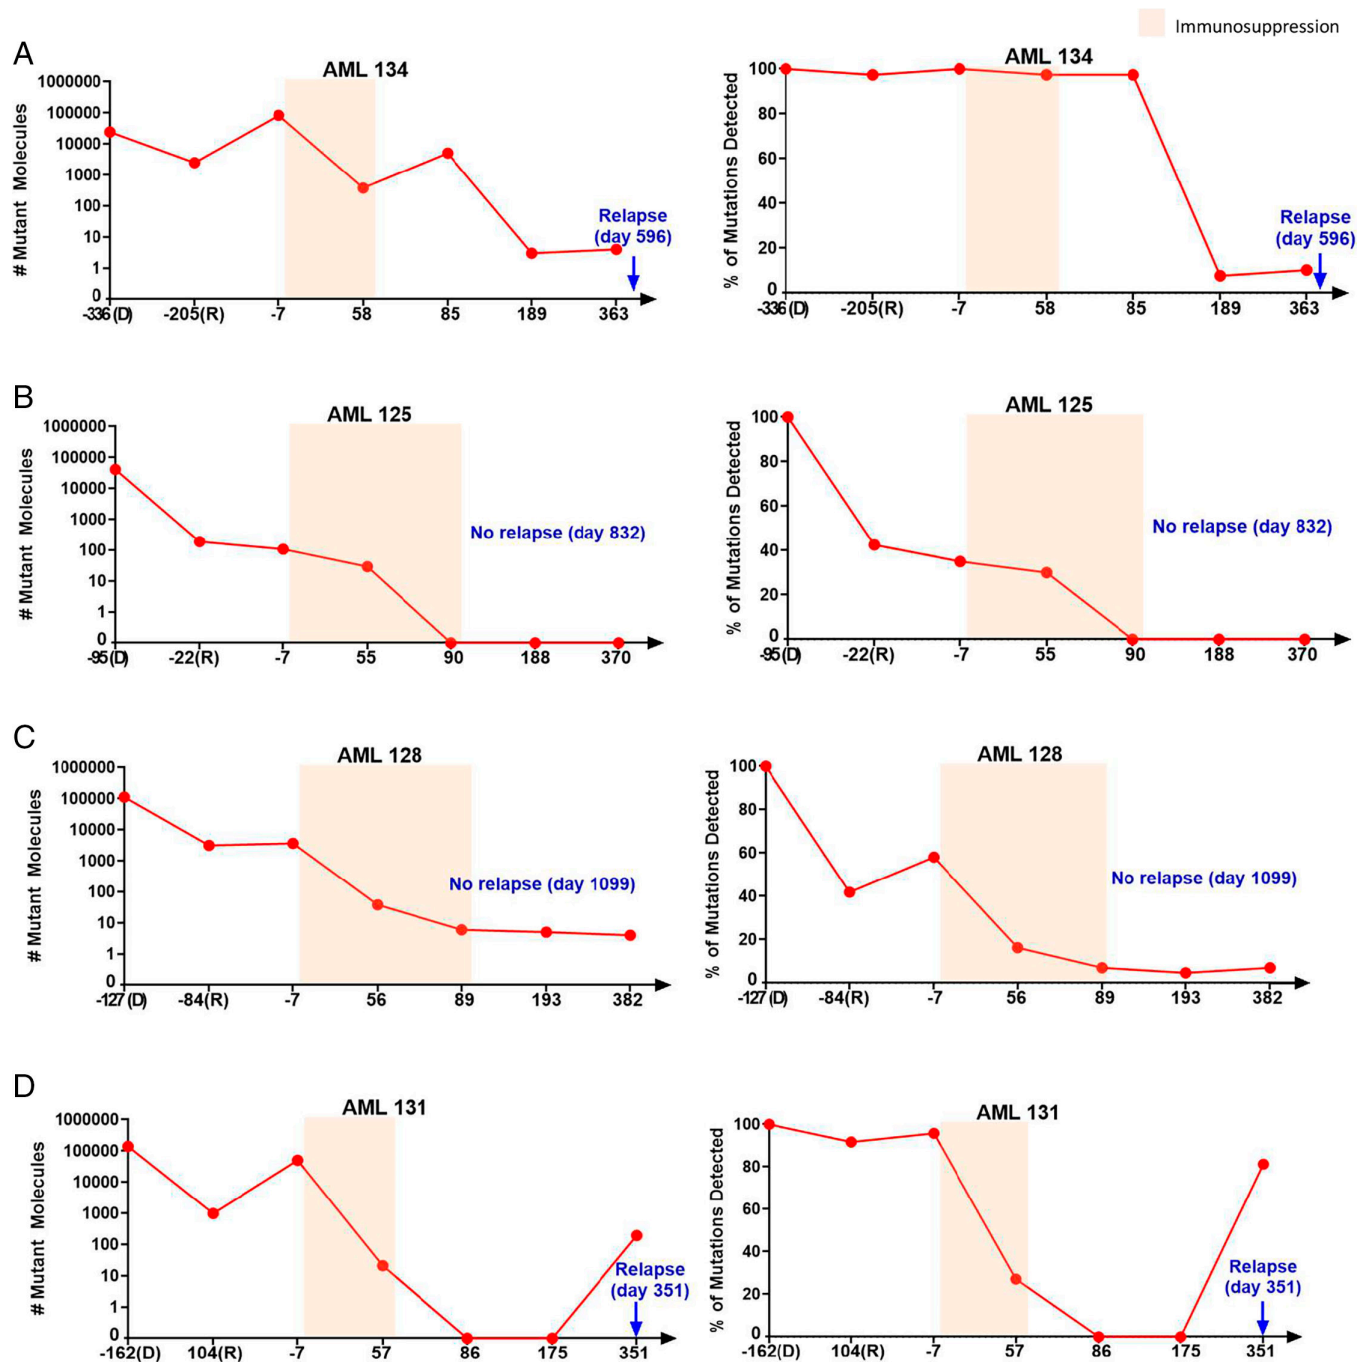 Immunosuppression
A
AML 134
# Mutant Molecules
1000000
100000
10000
1000
100
10
1
0
-336(D) -205(R) -7 58 85 189 363
Relapse
(day 596)
AML 134
% of Mutations Detected
100
80
60
40
20
0
-336(D) -205(R) -7 58 85 189 363
Relapse
(day 596)
B
AML 125
# Mutant Molecules
1000000
100000
10000
1000
100
10
1
0
-95(D) -22(R) -7 55 90 188 370
No relapse (day 832)
AML 125
% of Mutations Detected
100
80
60
40
20
0
-95(D) -22(R) -7 55 90 188 370
No relapse (day 832)
C
AML 128
# Mutant Molecules
1000000
100000
10000
1000
100
10
1
0
-127(D) -84(R) -7 56 89 193 382
No relapse (day 1099)
AML 128
% of Mutations Detected
100
80
60
40
20
0
-127(D) -84(R) -7 56 89 193 382
No relapse (day 1099)
D
AML 131
# Mutant Molecules
1000000
100000
10000
1000
100
10
1
0
-162(D) 104(R) -7 57 86 175 351
Relapse
(day 351)
AML 131
% of Mutations Detected
100
80
60
40
20
0
-162(D) 104(R) -7 57 86 175 351
Relapse
(day 351)